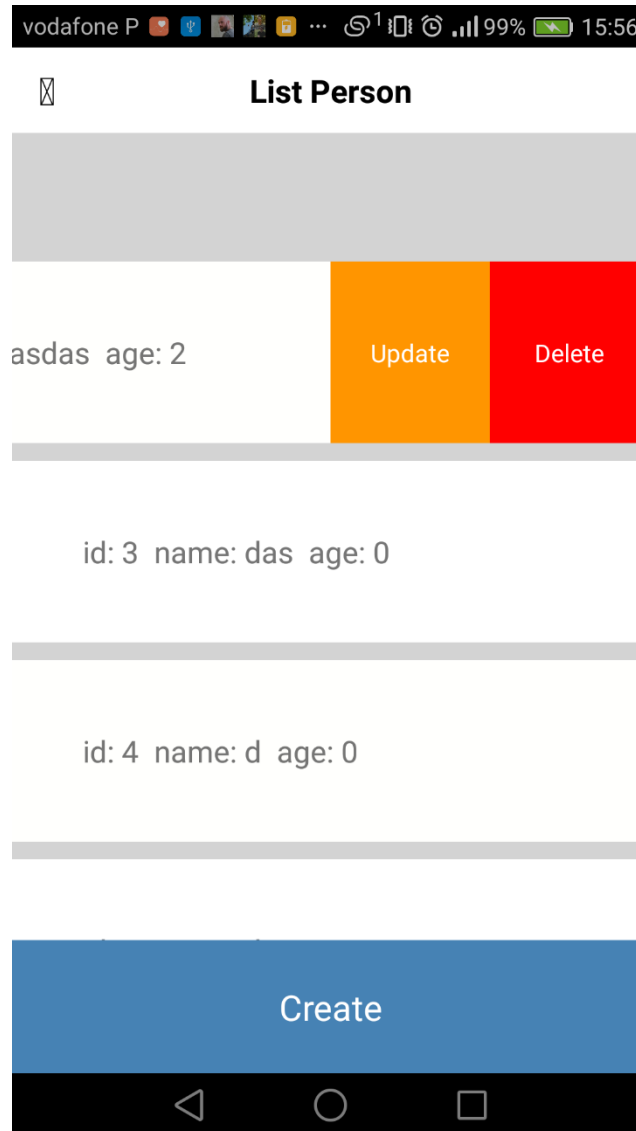 vodafone P ... 1 99% 15:56
List Person
asdas age: 2 Update Delete
id: 3 name: das age: 0
id: 4 name: d age: 0
Create